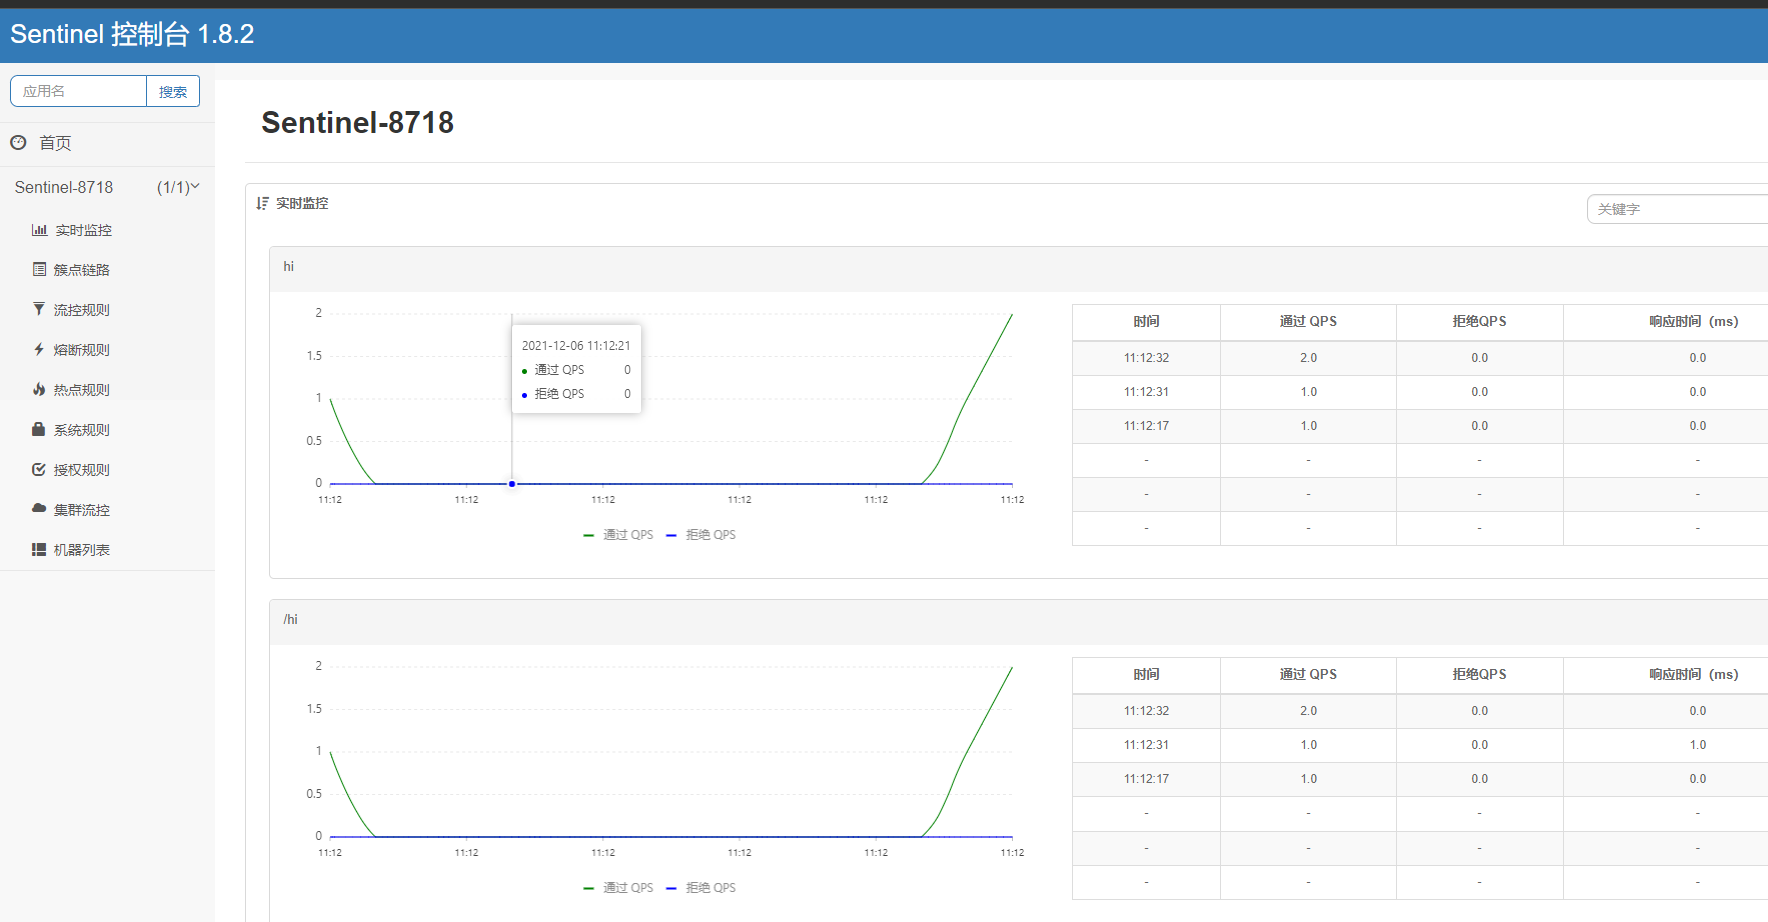 Sentinel 控制台 1.8.2
应用名 搜索
首页
Sentinel-8718 (1/1)
实时监控
簇点链路
流控规则
熔断规则
热点规则
系统规则
授权规则
集群流控
机器列表
Sentinel-8718
实时监控 关键字
hi
2
1.5
1
0.5
0
11:12 11:12 11:12 11:12 11:12 11:12
2021-12-06 11:12:21
通过 QPS 0
拒绝 QPS 0
通过 QPS 拒绝 QPS
时间 通过 QPS 拒绝QPS 响应时间（ms）
11:12:32 2.0 0.0 0.0
11:12:31 1.0 0.0 0.0
11:12:17 1.0 0.0 0.0
- - - -
- - - -
- - - -
/hi
2
1.5
1
0.5
0
11:12 11:12 11:12 11:12 11:12 11:12
通过 QPS 拒绝 QPS
时间 通过 QPS 拒绝QPS 响应时间（ms）
11:12:32 2.0 0.0 0.0
11:12:31 1.0 0.0 1.0
11:12:17 1.0 0.0 0.0
- - - -
- - - -
- - - -